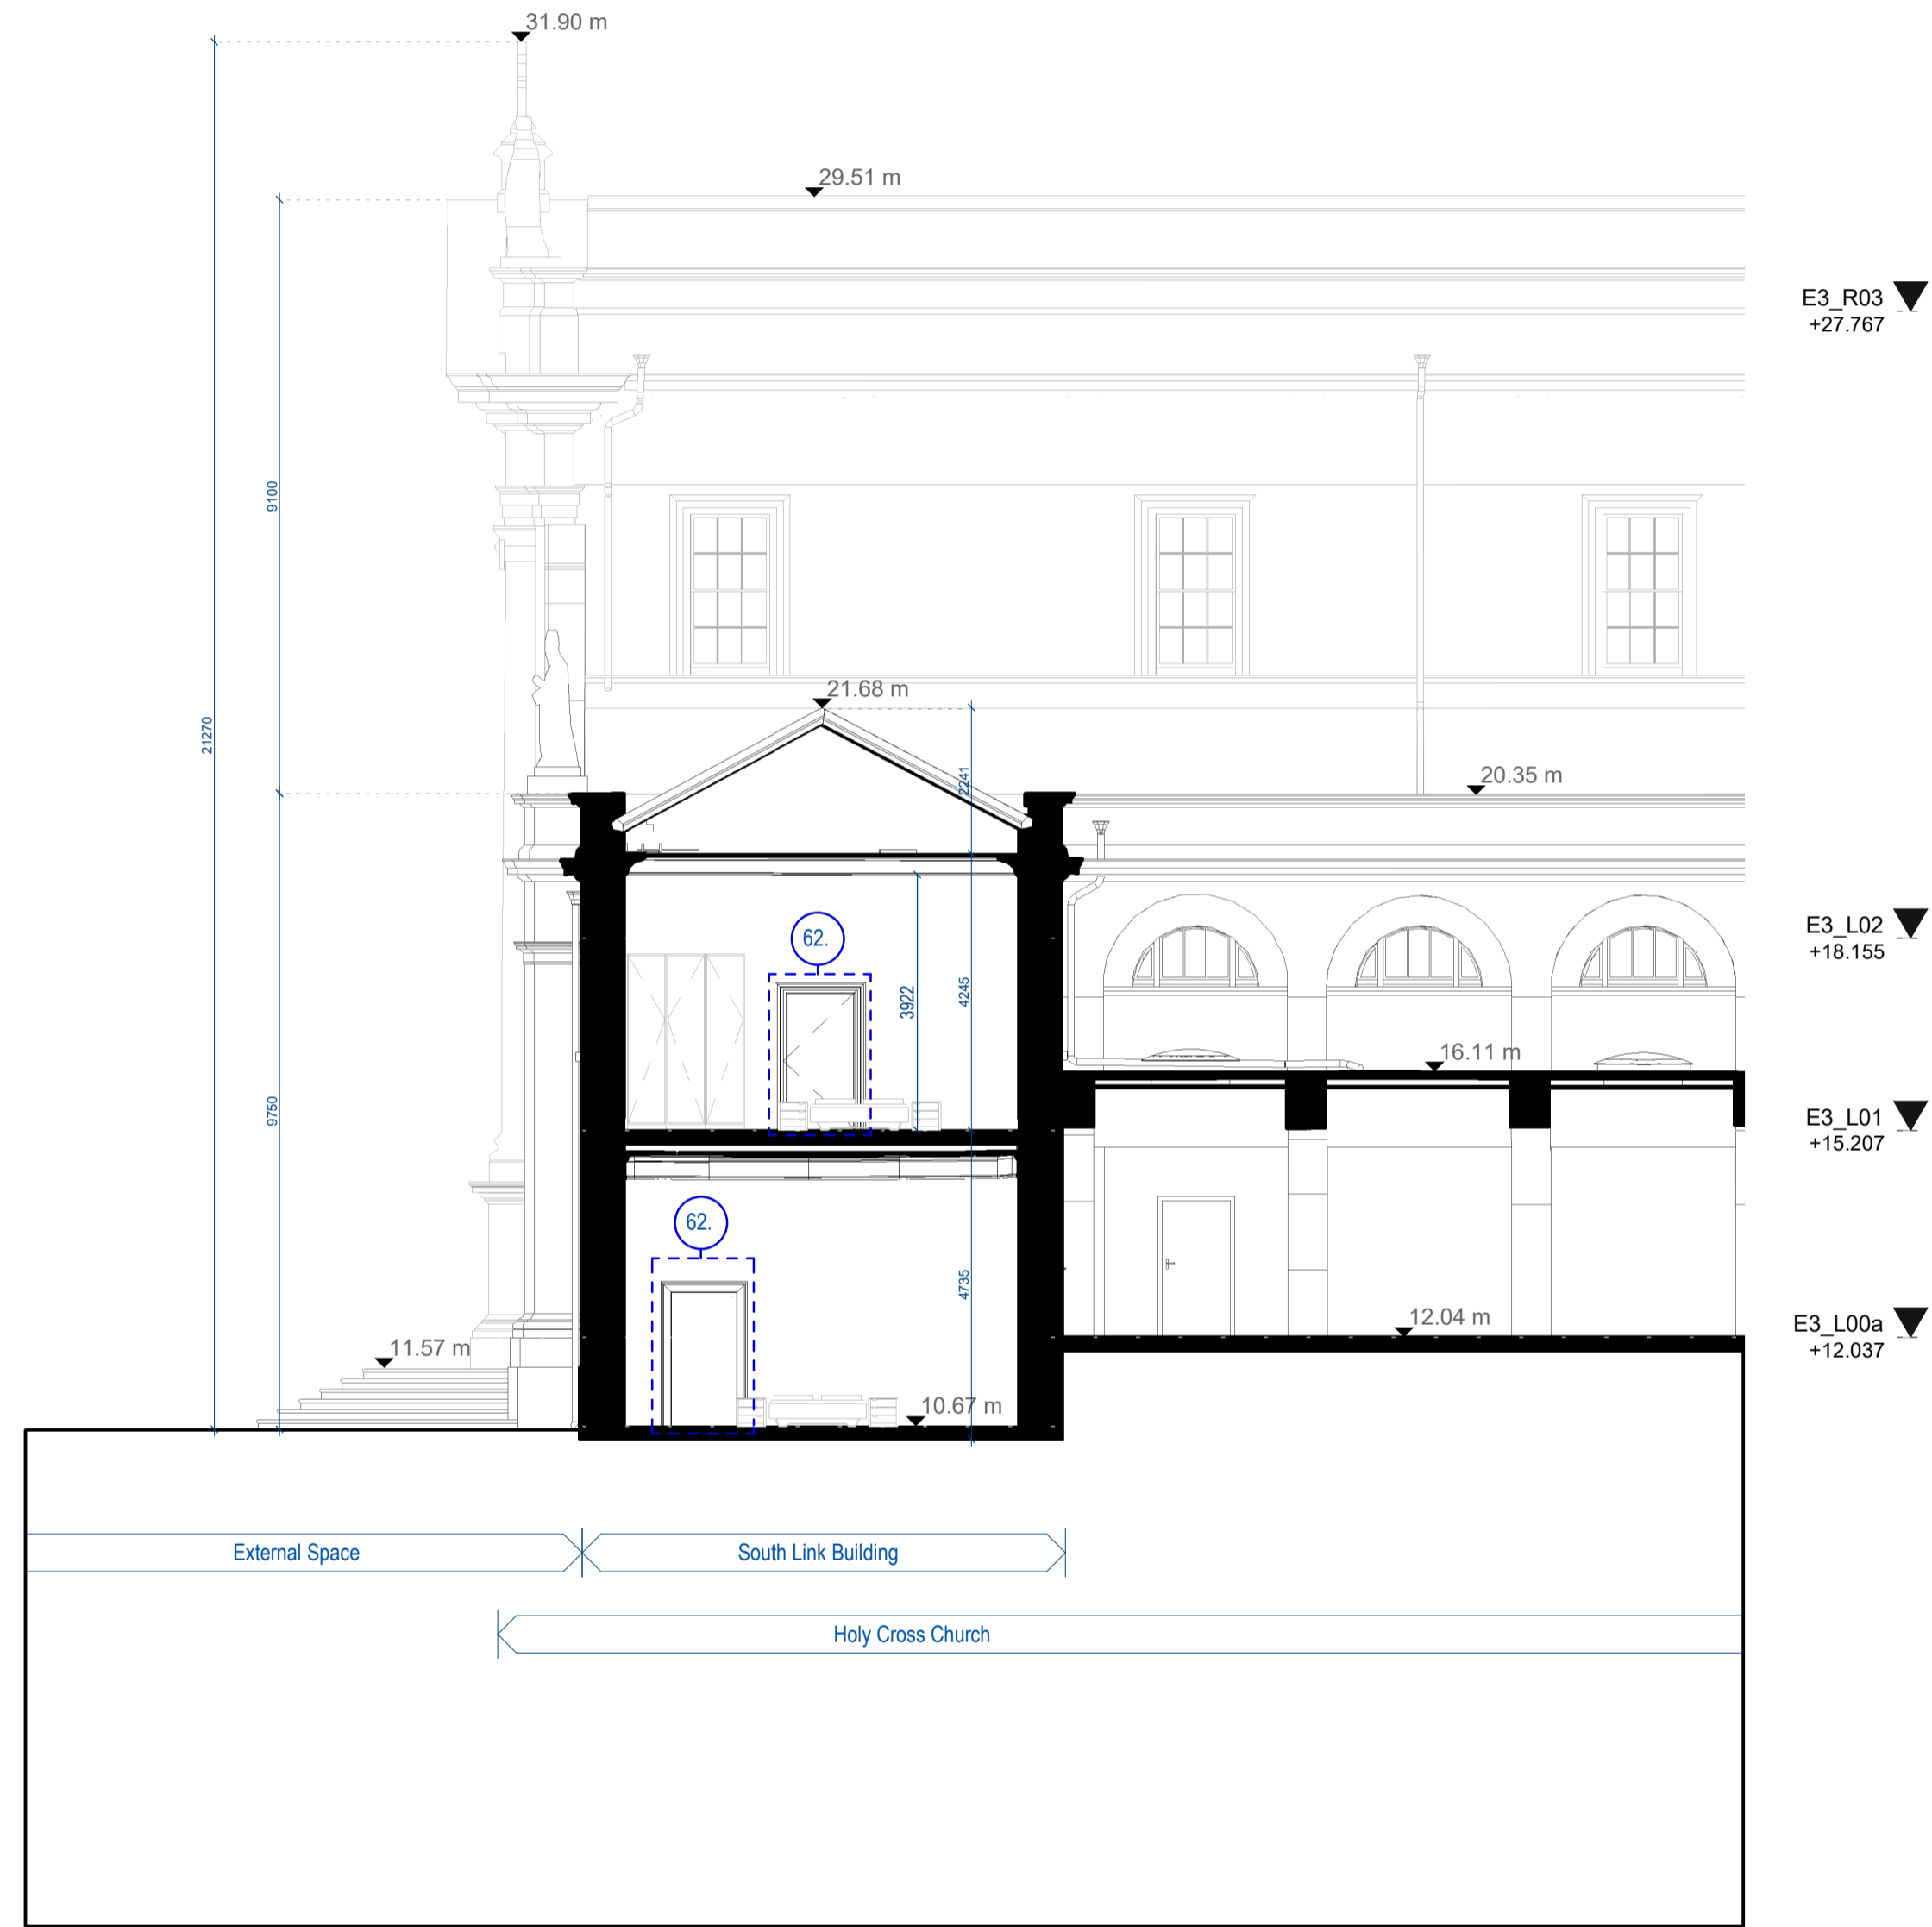 31.90 m
29.51 m
E3_R03
+27.767
9100
21270
21.68 m
2241
20.35 m
62.
E3_L02
+18.155
3922
4245
16.11 m
9750
E3_L01
+15.207
62.
4735
12.04 m
E3_L00a
+12.037
11.57 m
10.67 m
External Space
South Link Building
Holy Cross Church